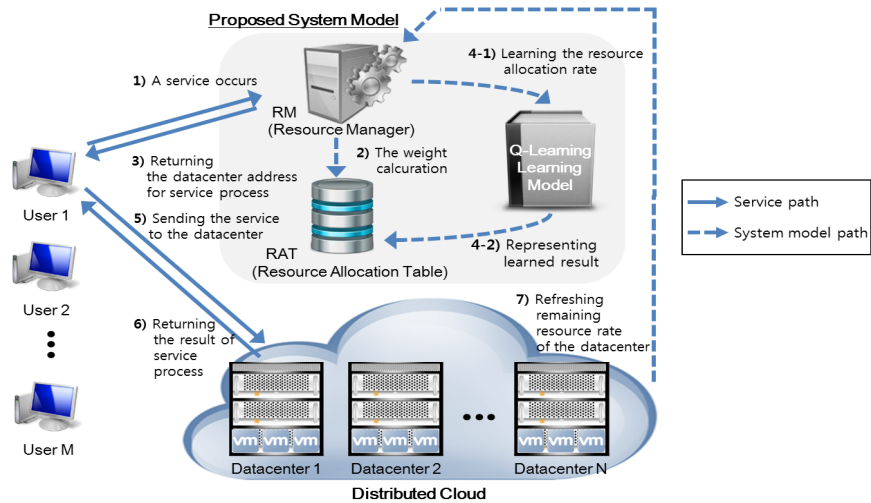 Proposed System Model
1) A service occurs
4-1) Learning the resource
allocation rate
RM
(Resource Manager)
Q-Learning
Learning
Model
3) Returning
the datacenter address
for service process
2) The weight
calcuration
User 1
5) Sending the service
to the datacenter
RAT
(Resource Allocation Table)
4-2) Representing
learned result
Service path
System model path
User 2
6) Returning
the result of
service
process
7) Refreshing
remaining
resource rate
of the datacenter
User M
vm vm vm
vm vm vm
vm vm vm
Datacenter 1
Datacenter 2
Datacenter N
Distributed Cloud